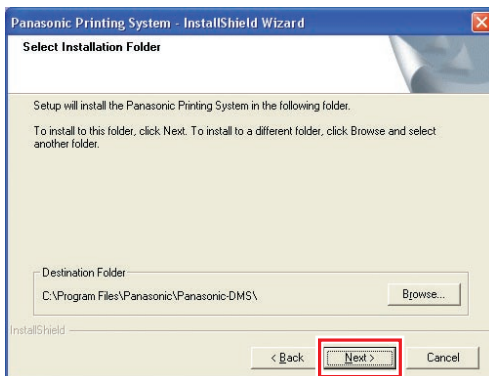 Panasonic Printing System - InstallShield Wizard
Select Installation Folder
Setup will install the Panasonic Printing System in the following folder.
To install to this folder, click Next. To install to a different folder, click Browse and select
another folder.
Destination Folder
C:\Program Files\Panasonic\Panasonic-DMS\
Browse...
InstallShield
< Back
Next >
Cancel